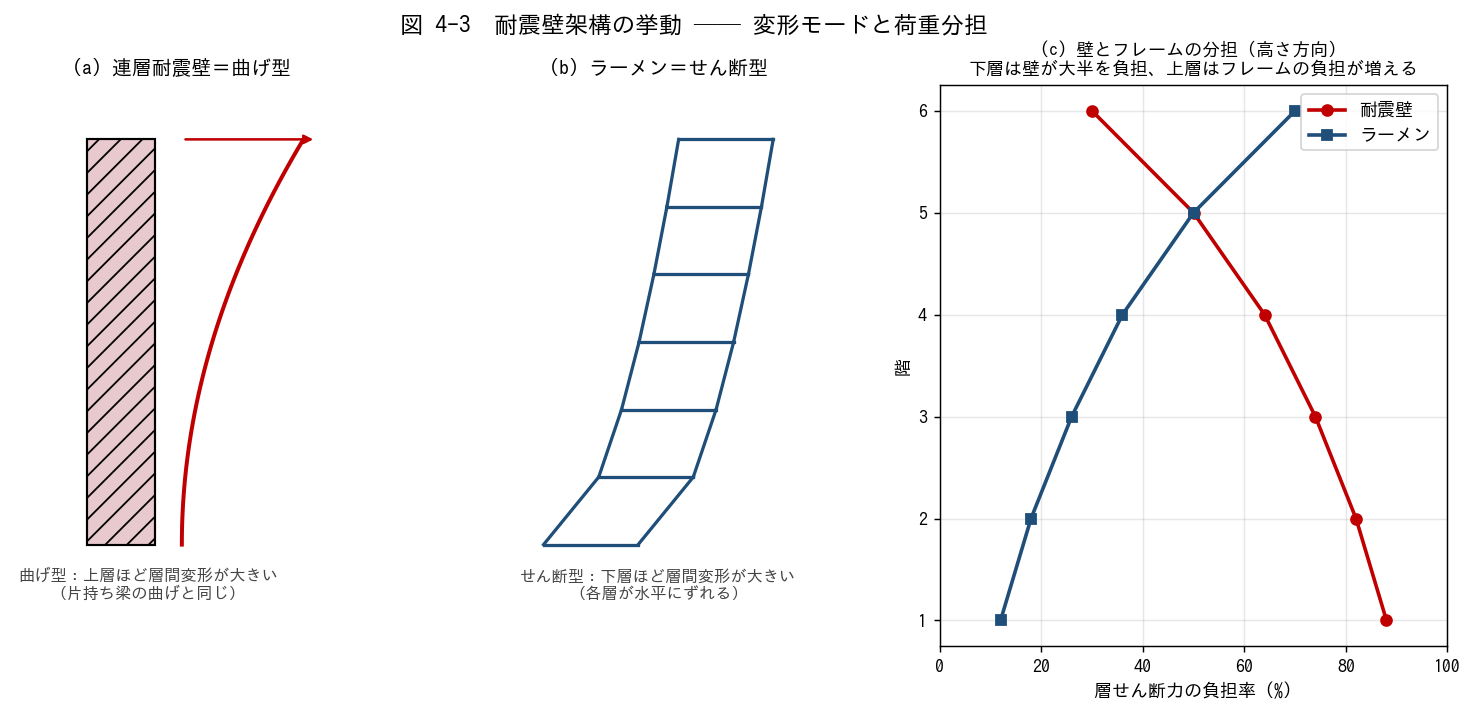 図 4-3　耐震壁架構の挙動 ―― 変形モードと荷重分担
(a) 連層耐震壁＝曲げ型
曲げ型：上層ほど層間変形が大きい
（片持ち梁の曲げと同じ）
(b) ラーメン＝せん断型
せん断型：下層ほど層間変形が大きい
（各層が水平にずれる）
(c) 壁とフレームの分担（高さ方向）
下層は壁が大半を負担、上層はフレームの負担が増える
耐震壁
ラーメン
階
6
5
4
3
2
1
0 20 40 60 80 100
層せん断力の負担率 (%)